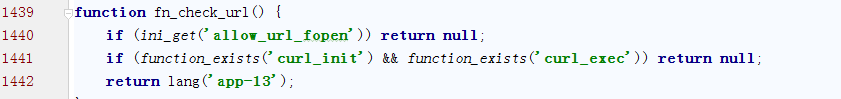 1439 function fn_check_url() {
1440 if (ini_get('allow_url_fopen')) return null;
1441 if (function_exists('curl_init') && function_exists('curl_exec')) return null;
1442 return lang('app-13');